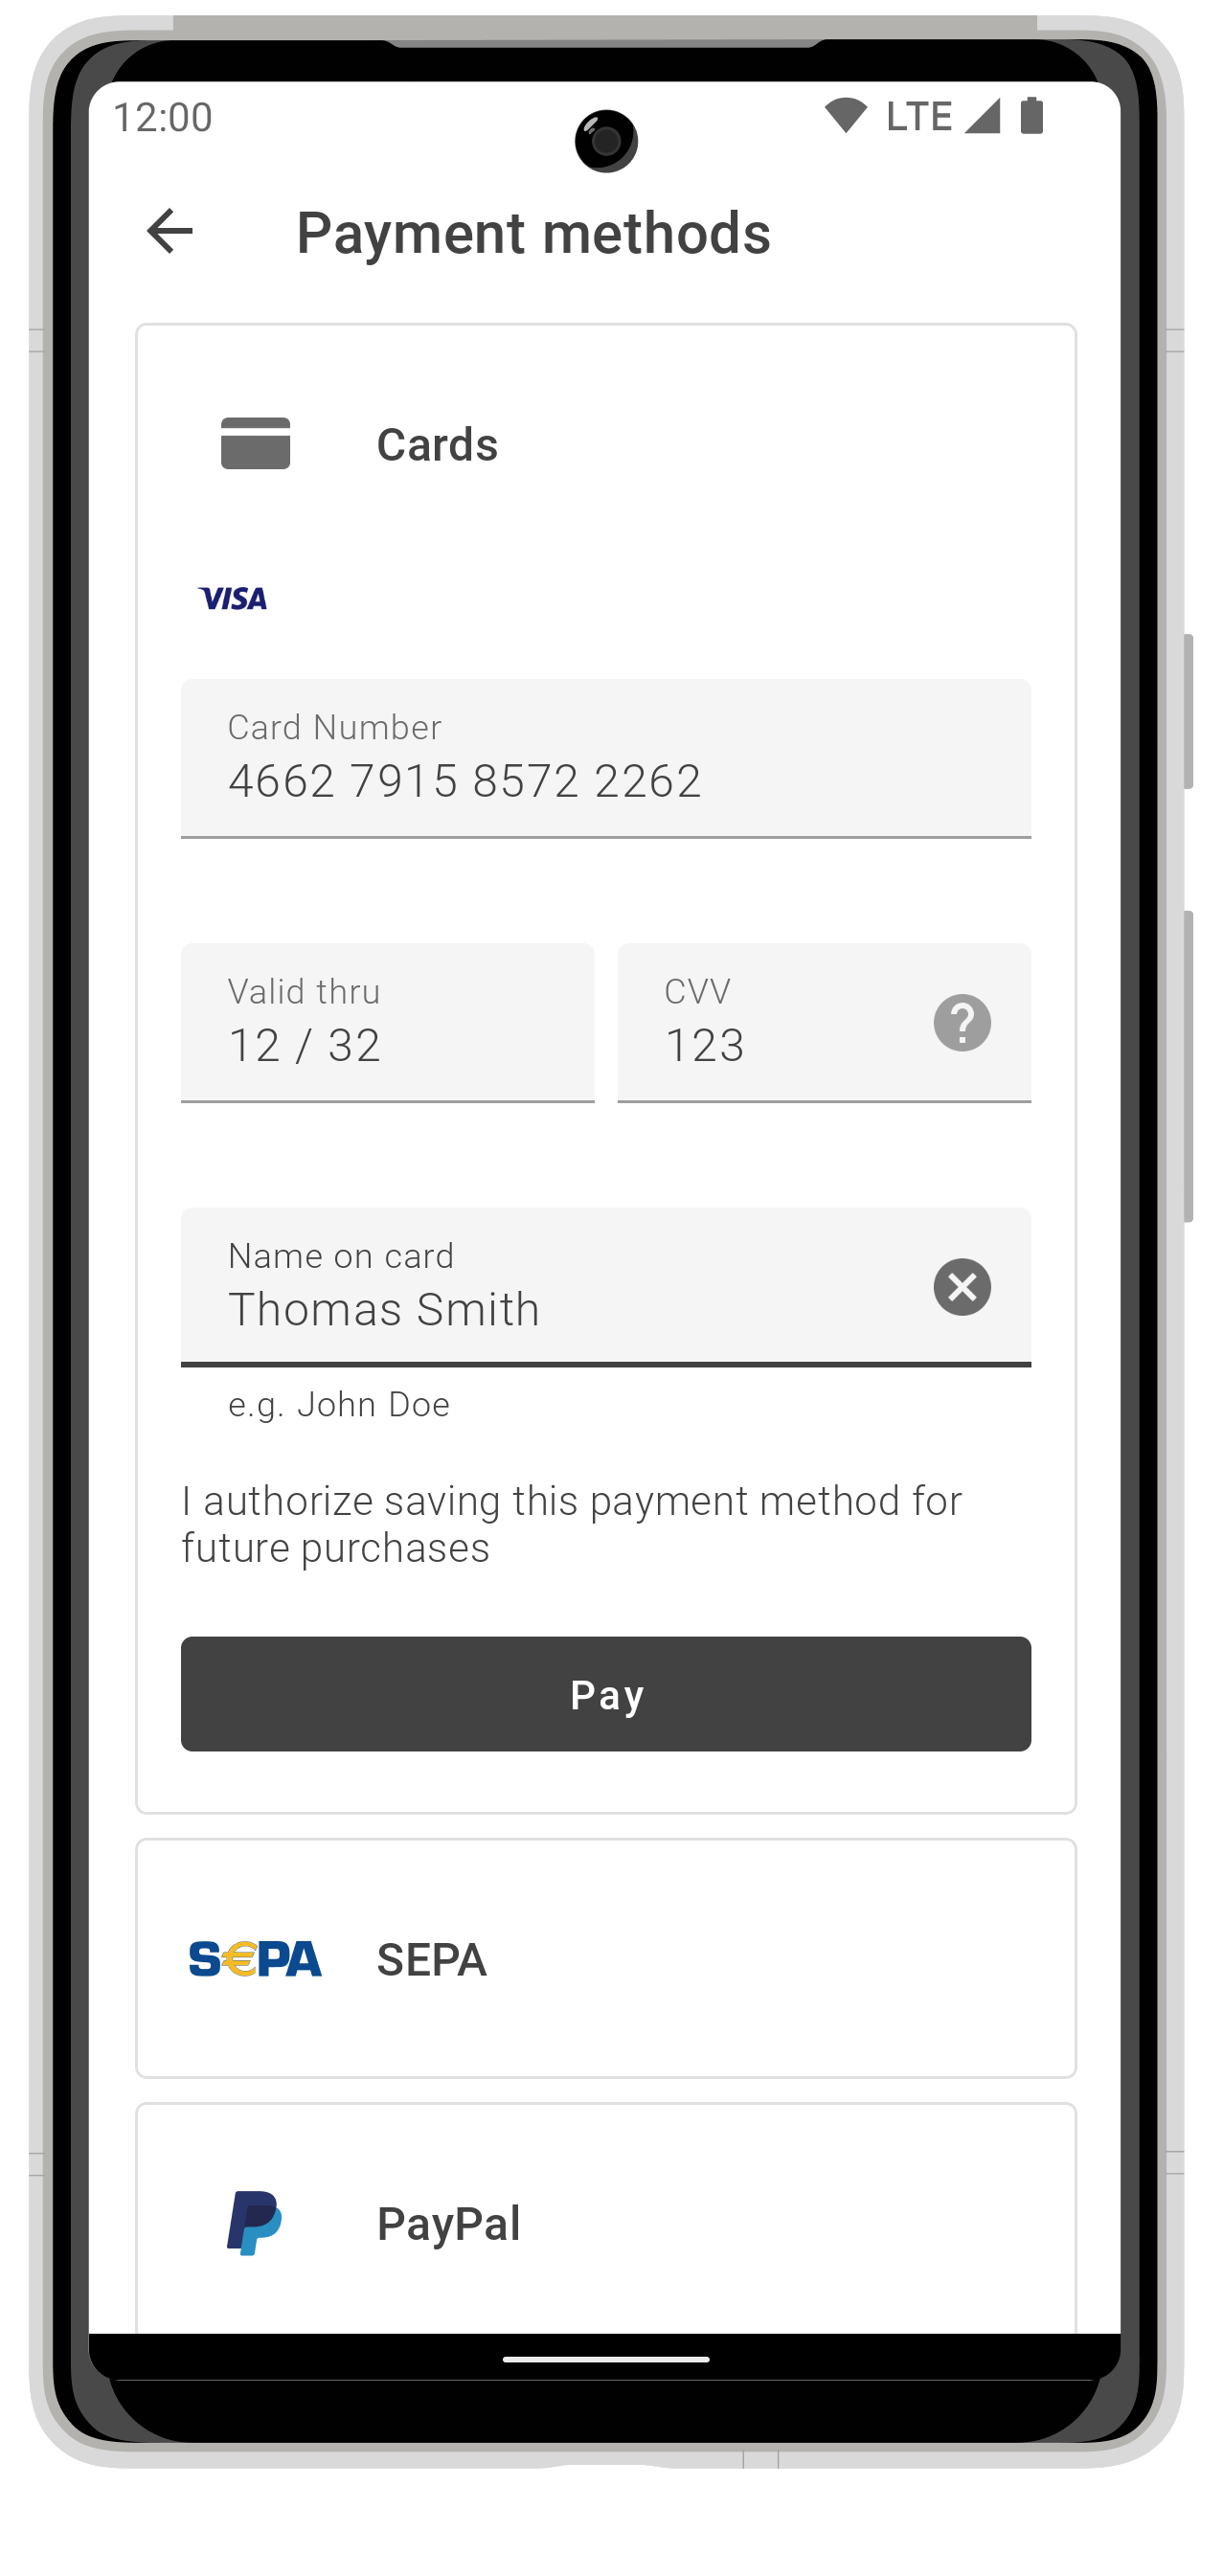 12:00
LTE
Payment methods
Cards
VISA
Card Number
4662 7915 8572 2262
Valid thru
12 / 32
CVV
123
?
Name on card
Thomas Smith
e.g. John Doe
I authorize saving this payment method for
future purchases
Pay
S€PA
SEPA
PayPal